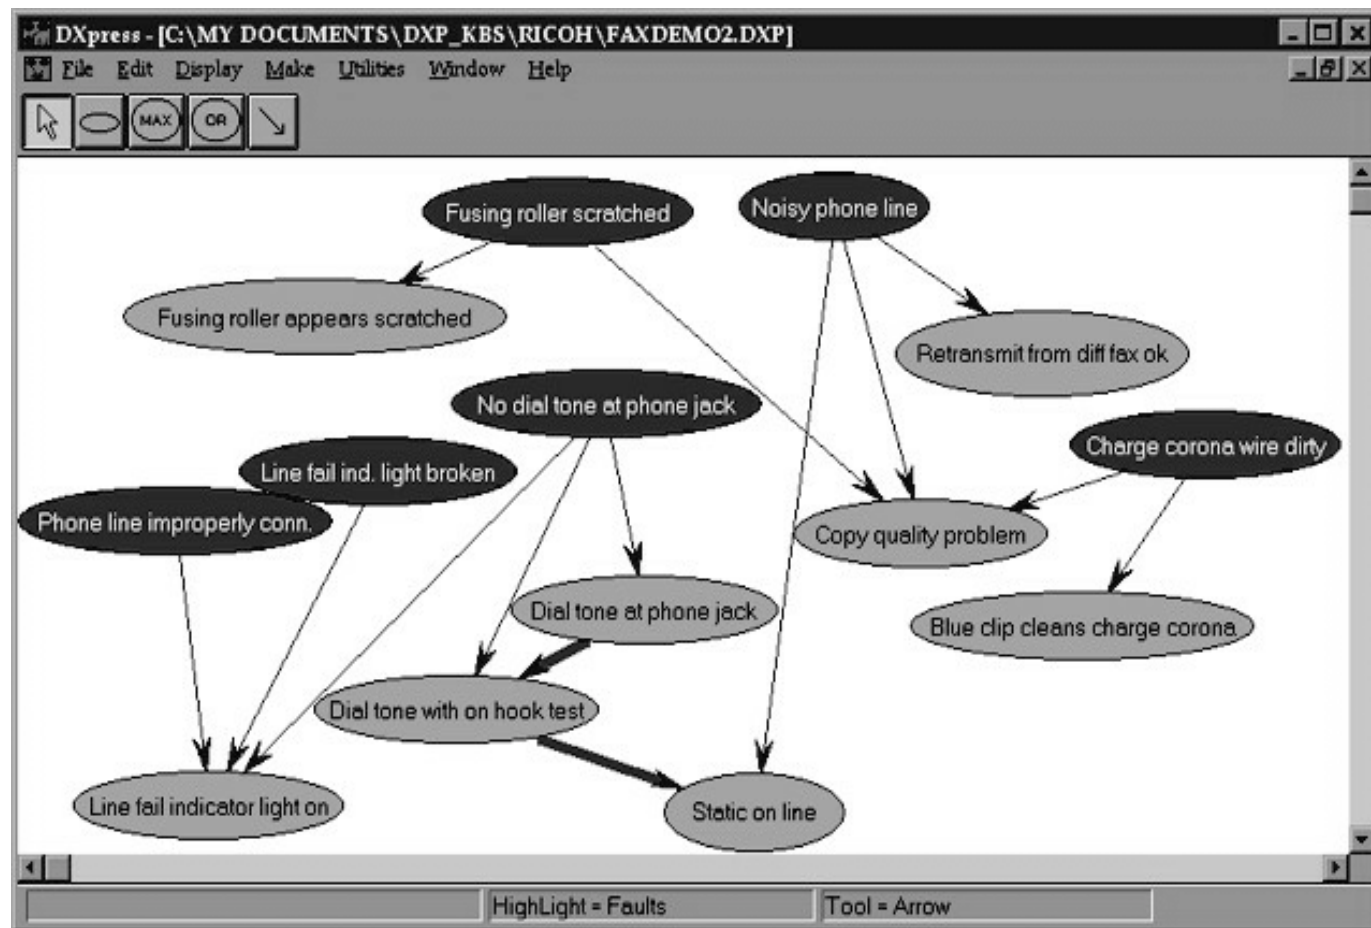 DXpress - [C:\MY DOCUMENTS\DXP_KBS\RICOH\FAXDEMO2.DXP]
File Edit Display Make Utilities Window Help
MAX OR
Fusing roller scratched
Noisy phone line
Fusing roller appears scratched
Retransmit from diff fax ok
No dial tone at phone jack
Charge corona wire dirty
Line fail ind. light broken
Phone line improperly conn.
Copy quality problem
Dial tone at phone jack
Blue clip cleans charge corona
Dial tone with on hook test
Line fail indicator light on
Static on line
HighLight = Faults
Tool = Arrow